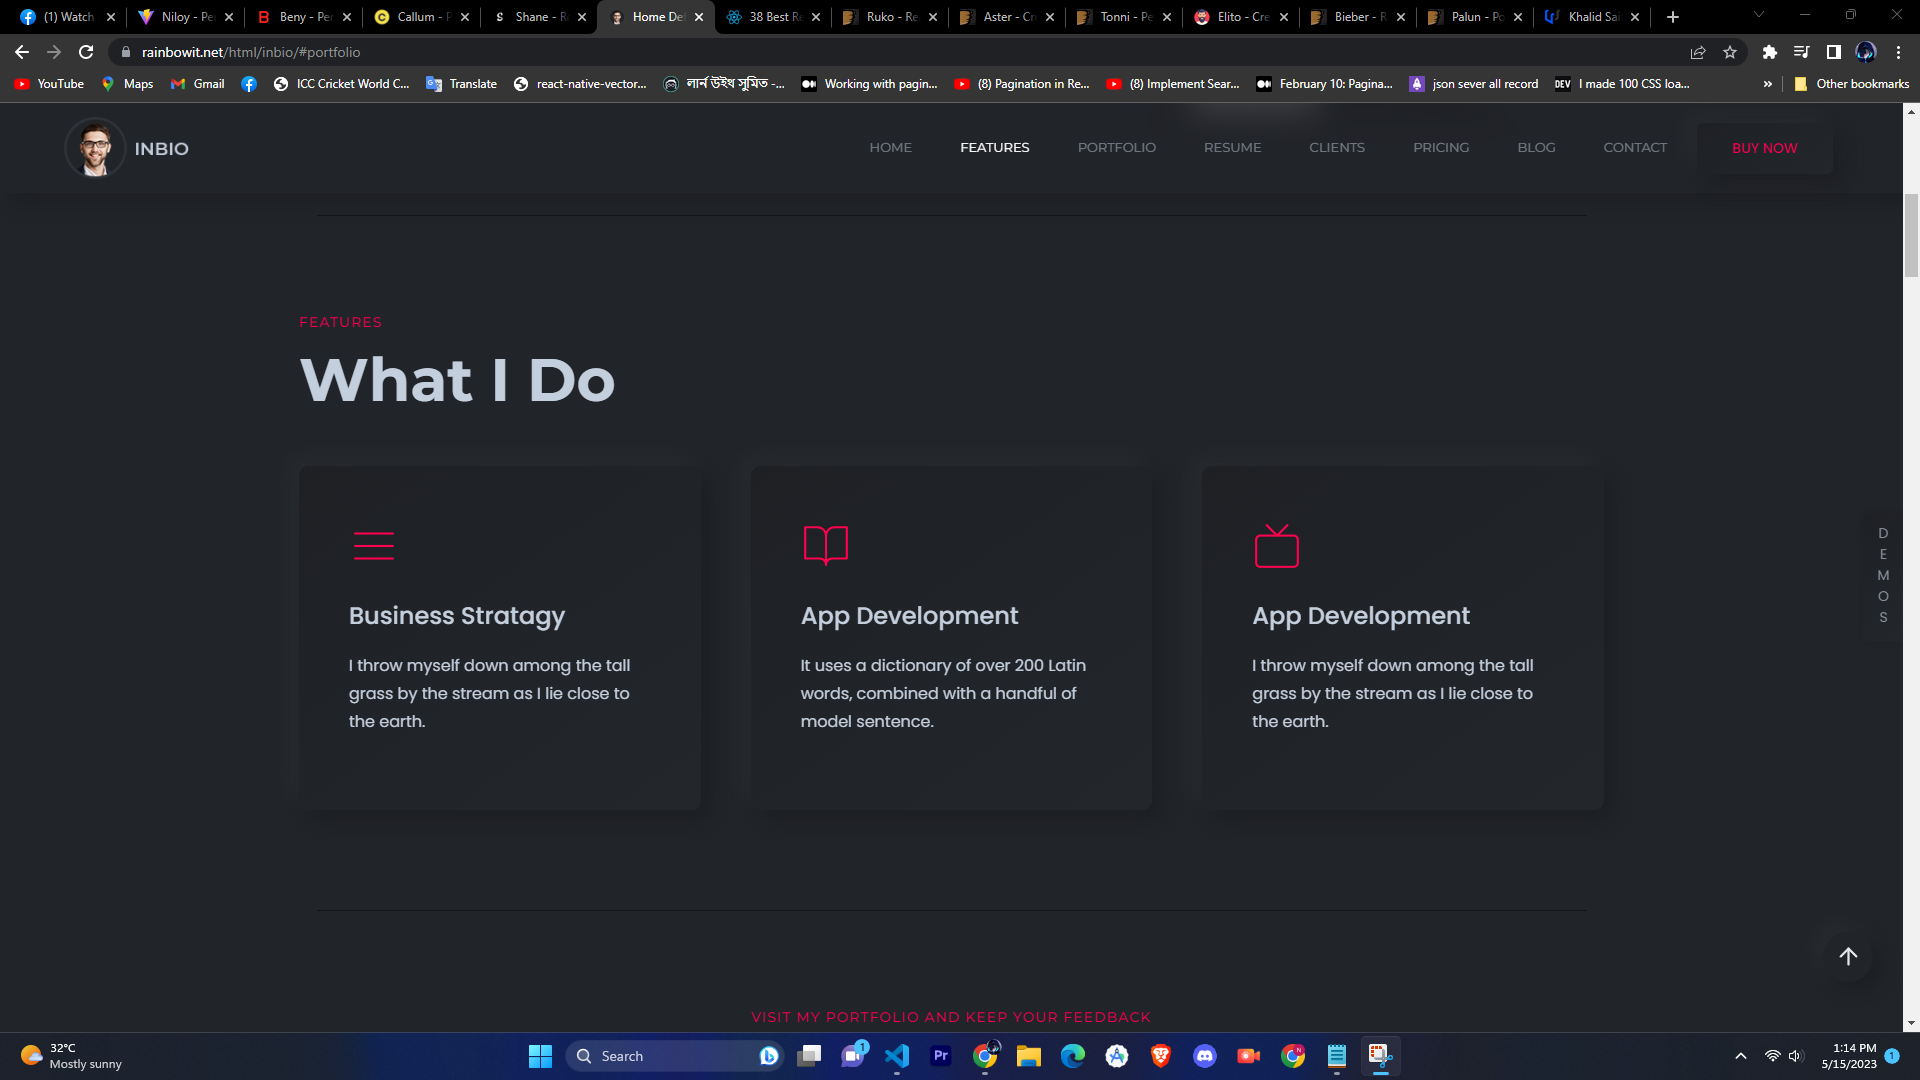 (1) Watch
Niloy - Per
Beny - Per
Callum - P
Shane - R
Home De
38 Best Re
Ruko - Re
Aster - Cr
Tonni - Pe
Elito - Cre
Bieber - R
Palun - Po
Khalid Sai
rainbowit.net/html/inbio/#portfolio
YouTube
Maps
Gmail
ICC Cricket World C...
Translate
react-native-vector...
লার্ন উইথ সুমিত -...
Working with pagin...
(8) Pagination in Re...
(8) Implement Sear...
February 10: Pagina...
json sever all record
DEV
I made 100 CSS loa...
»
Other bookmarks
INBIO
HOME
FEATURES
PORTFOLIO
RESUME
CLIENTS
PRICING
BLOG
CONTACT
BUY NOW
FEATURES
What I Do
Business Stratagy
I throw myself down among the tall
grass by the stream as I lie close to
the earth.
App Development
It uses a dictionary of over 200 Latin
words, combined with a handful of
model sentence.
App Development
I throw myself down among the tall
grass by the stream as I lie close to
the earth.
D
E
M
O
S
VISIT MY PORTFOLIO AND KEEP YOUR FEEDBACK
32°C
Mostly sunny
Search
1
Pr
N
1:14 PM
5/15/2023
1